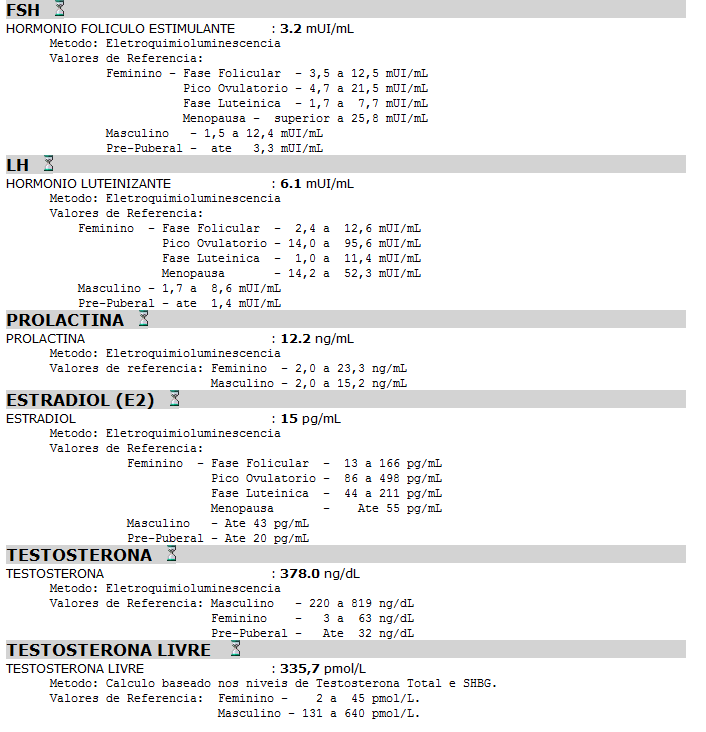 FSH
HORMONIO FOLICULO ESTIMULANTE : 3.2 mUI/mL
Metodo: Eletroquimioluminescencia
Valores de Referencia:
Feminino - Fase Folicular - 3,5 a 12,5 mUI/mL
Pico Ovulatorio - 4,7 a 21,5 mUI/mL
Fase Luteinica - 1,7 a 7,7 mUI/mL
Menopausa - superior a 25,8 mUI/mL
Masculino - 1,5 a 12,4 mUI/mL
Pre-Puberal - ate 3,3 mUI/mL
LH
HORMONIO LUTEINIZANTE : 6.1 mUI/mL
Metodo: Eletroquimioluminescencia
Valores de Referencia:
Feminino - Fase Folicular - 2,4 a 12,6 mUI/mL
Pico Ovulatorio - 14,0 a 95,6 mUI/mL
Fase Luteinica - 1,0 a 11,4 mUI/mL
Menopausa - 14,2 a 52,3 mUI/mL
Masculino - 1,7 a 8,6 mUI/mL
Pre-Puberal - ate 1,4 mUI/mL
PROLACTINA
PROLACTINA : 12.2 ng/mL
Metodo: Eletroquimioluminescencia
Valores de referencia: Feminino - 2,0 a 23,3 ng/mL
Masculino - 2,0 a 15,2 ng/mL
ESTRADIOL (E2)
ESTRADIOL : 15 pg/mL
Metodo: Eletroquimioluminescencia
Valores de Referencia:
Feminino - Fase Folicular - 13 a 166 pg/mL
Pico Ovulatorio - 86 a 498 pg/mL
Fase Luteinica - 44 a 211 pg/mL
Menopausa - Ate 55 pg/mL
Masculino - Ate 43 pg/mL
Pre-Puberal - Ate 20 pg/mL
TESTOSTERONA
TESTOSTERONA : 378.0 ng/dL
Metodo: Eletroquimioluminescencia
Valores de Referencia: Masculino - 220 a 819 ng/dL
Feminino - 3 a 63 ng/dL
Pre-Puberal - Ate 32 ng/dL
TESTOSTERONA LIVRE
TESTOSTERONA LIVRE : 335,7 pmol/L
Metodo: Calculo baseado nos niveis de Testosterona Total e SHBG.
Valores de Referencia: Feminino - 2 a 45 pmol/L.
Masculino - 131 a 640 pmol/L.